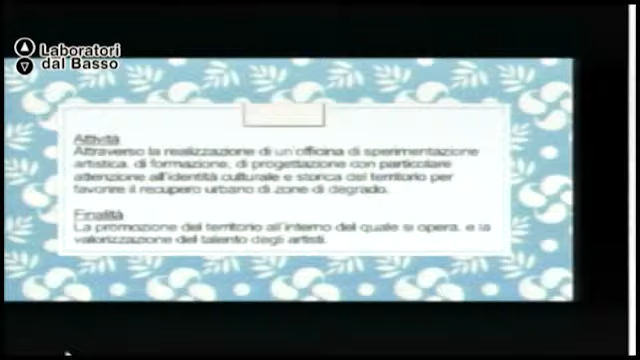 Laboratori
dal Basso
Attività
Attraverso la realizzazione di un'officina di sperimentazione
artistica, di formazione, di progettazione con particolare
attenzione all'identità culturale e storica del territorio per
favorire il recupero urbano di zone di degrado.
Finalità
La promozione del territorio all'interno del quale si opera, e la
valorizzazione del talento degli artisti.